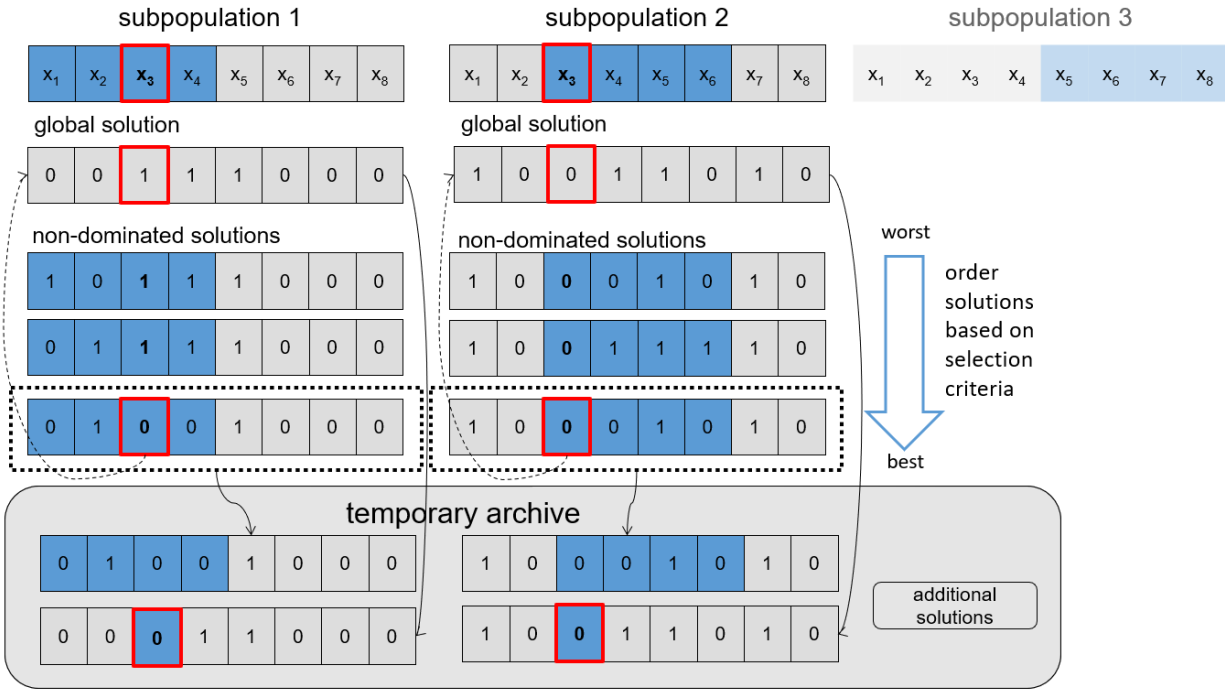 subpopulation 1 subpopulation 2 subpopulation 3
x1 x2 x3 x4 x5 x6 x7 x8 x1 x2 x3 x4 x5 x6 x7 x8 x1 x2 x3 x4 x5 x6 x7 x8
global solution global solution
0 0 1 1 1 0 0 0 1 0 0 1 1 0 1 0
non-dominated solutions non-dominated solutions worst
1 0 1 1 1 0 0 0 1 0 0 0 1 0 1 0
0 1 1 1 1 0 0 0 1 0 0 1 1 1 1 0
0 1 0 0 1 0 0 0 1 0 0 0 1 0 1 0
order
solutions
based on
selection
criteria
best
temporary archive
0 1 0 0 1 0 0 0 1 0 0 0 1 0 1 0
0 0 0 1 1 0 0 0 1 0 0 1 1 0 1 0
additional
solutions